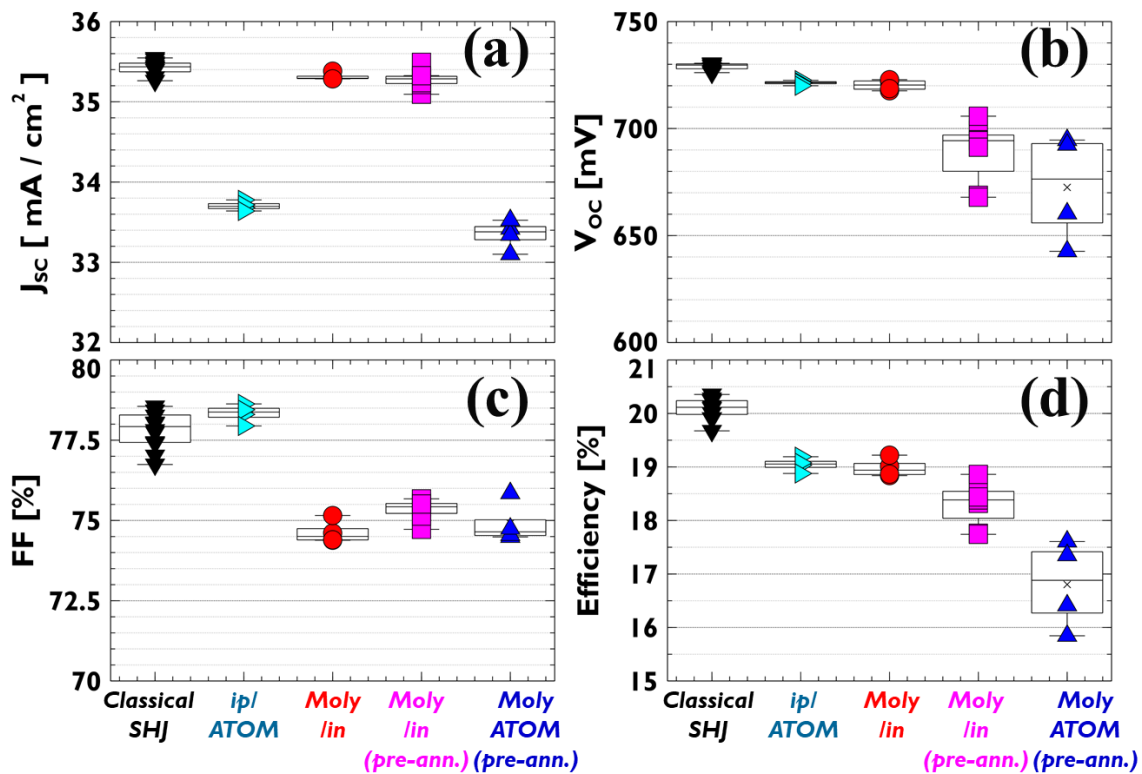 36
35
34
33
32
J_SC [ mA / cm² ]
(a)
750
700
650
600
V_OC [mV]
(b)
80
77.5
75
72.5
70
FF [%]
(c)
21
20
19
18
17
16
15
Efficiency [%]
(d)
Classical
SHJ
ip/
ATOM
Moly
/in
Moly
/in
(pre-ann.)
Moly
ATOM
(pre-ann.)
Classical
SHJ
ip/
ATOM
Moly
/in
Moly
/in
(pre-ann.)
Moly
ATOM
(pre-ann.)